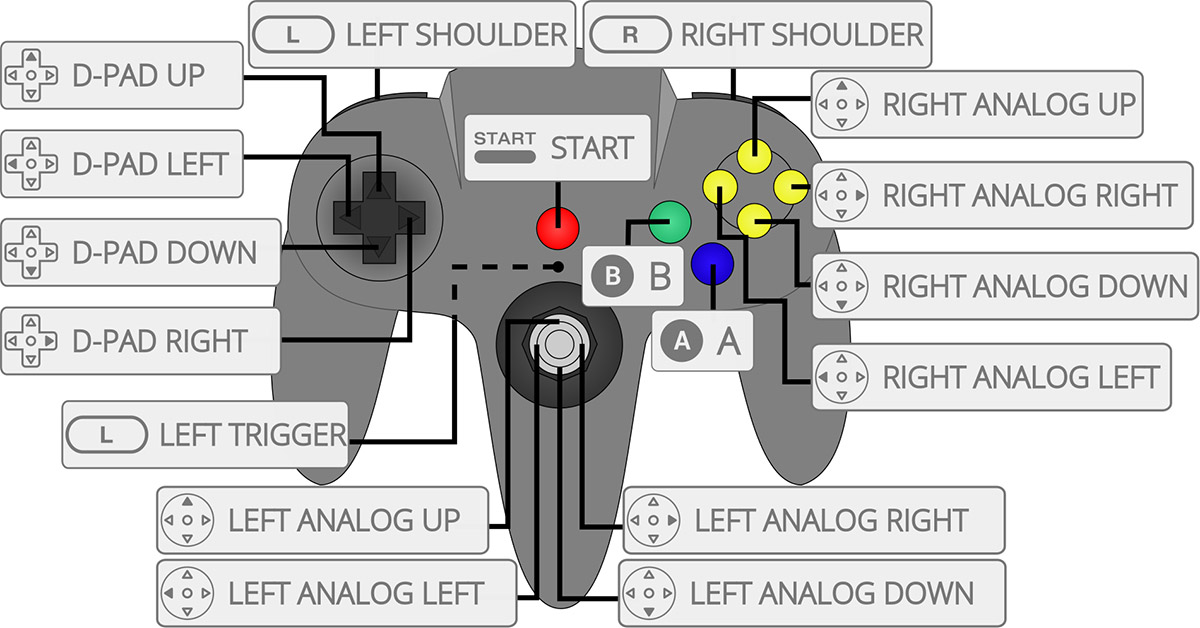 L LEFT SHOULDER
R RIGHT SHOULDER
D-PAD UP
RIGHT ANALOG UP
START START
D-PAD LEFT
RIGHT ANALOG RIGHT
D-PAD DOWN
B B
RIGHT ANALOG DOWN
D-PAD RIGHT
A A
RIGHT ANALOG LEFT
L LEFT TRIGGER
LEFT ANALOG UP
LEFT ANALOG RIGHT
LEFT ANALOG LEFT
LEFT ANALOG DOWN